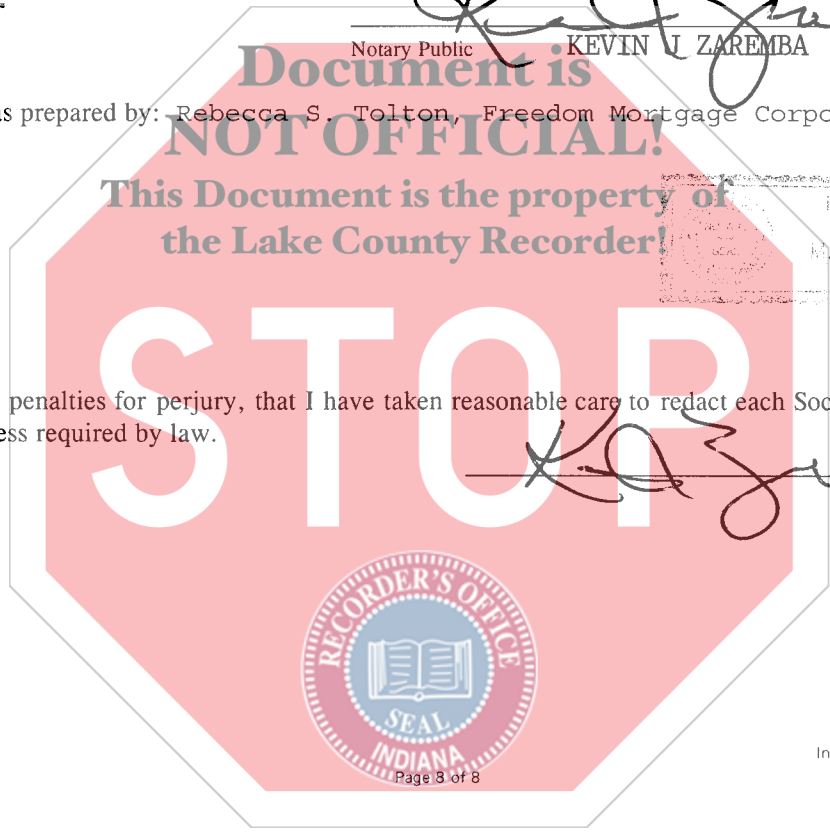 Notary Public KEVIN J ZAREMBA
Document is
s prepared by: Rebecca S. Tolton, Freedom Mortgage Corpo
NOT OFFICIAL!
This Document is the property of
the Lake County Recorder!
SEAL
STOP
penalties for perjury, that I have taken reasonable care to redact each Soc
ess required by law.
RECORDER'S OFFICE
SEAL
INDIANA
In
Page 8 of 8